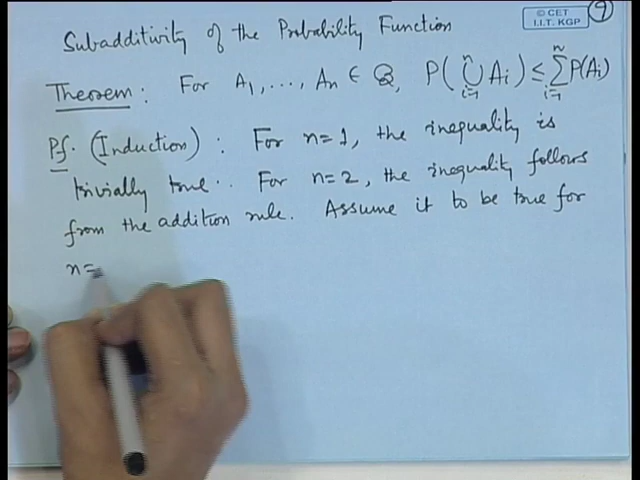 © CET
I.I.T. KGP
9
Subadditivity of the Probability Function
Theorem : For A₁, ..., Aₙ ∈ ℬ, P(⋃ᵢ₌₁ⁿ Aᵢ) ≤ ∑ᵢ₌₁ⁿ P(Aᵢ)
Pf. (Induction) : For n=1, the inequality is
trivially true.. For n=2, the inequality follows
from the addition rule. Assume it to be true for
n=